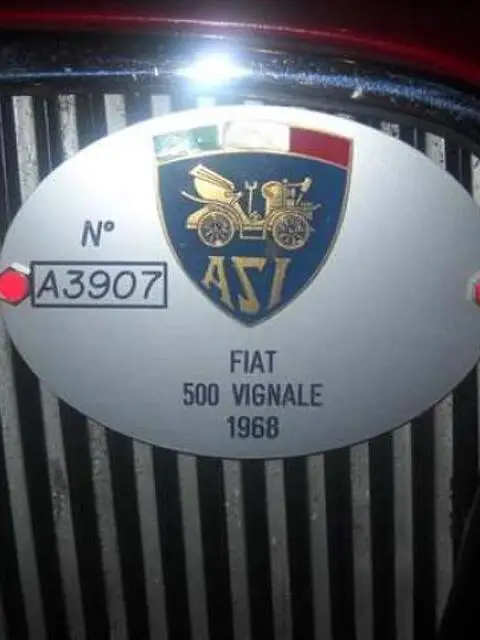 ASI
N°
A3907
FIAT
500 VIGNALE
1968